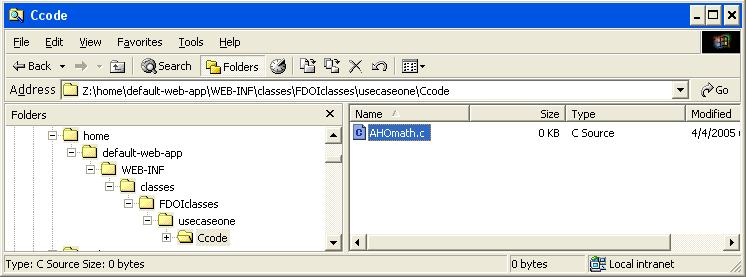 Ccode
File Edit View Favorites Tools Help
Back Search Folders
Address Z:\home\default-web-app\WEB-INF\classes\FDOIclasses\usecaseone\Ccode Go
Folders
Name Size Type Modified
AHOmath.c 0 KB C Source 4/4/2005
home
default-web-app
WEB-INF
classes
FDOIclasses
usecaseone
Ccode
Type: C Source Size: 0 bytes 0 bytes Local intranet